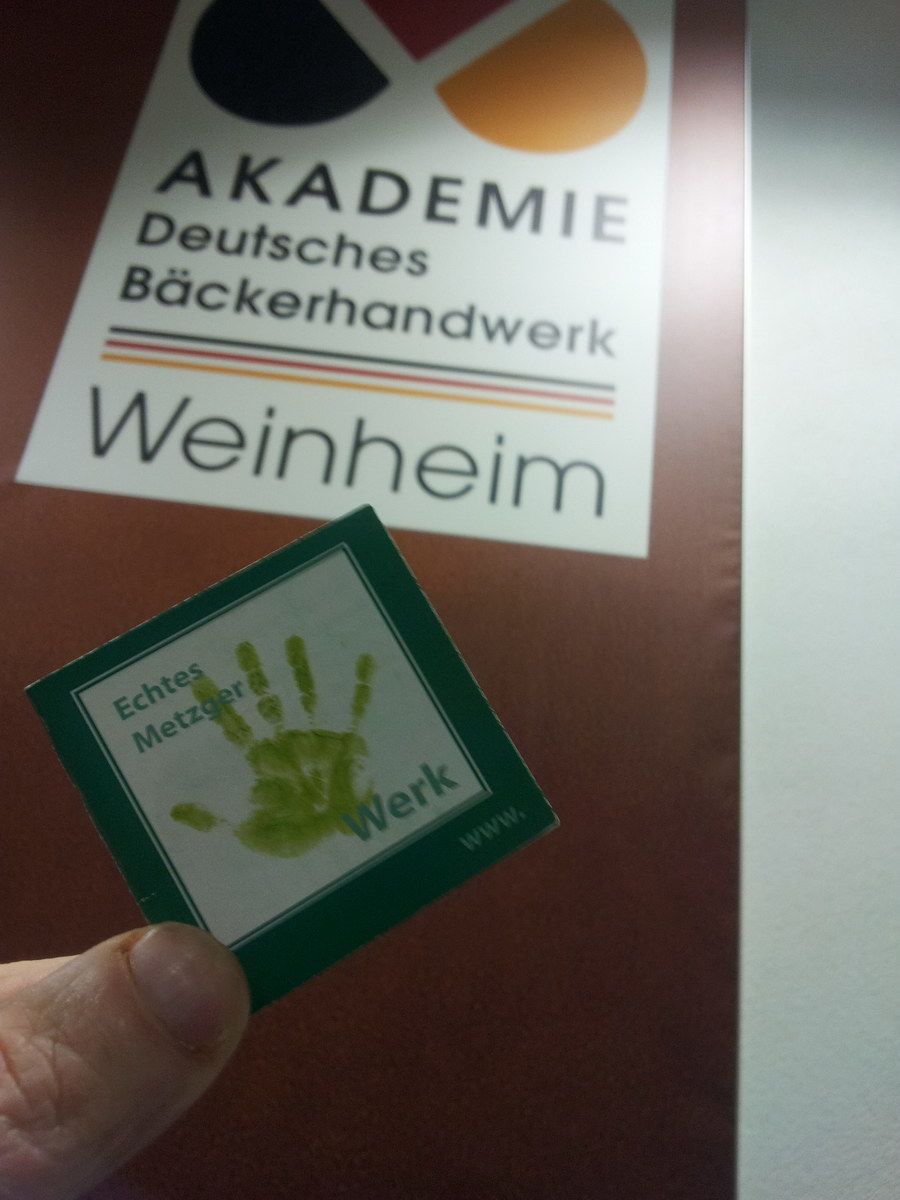 AKADEMIE
Deutsches
Bäckerhandwerk
Weinheim
Echtes
Metzger
Werk
www.